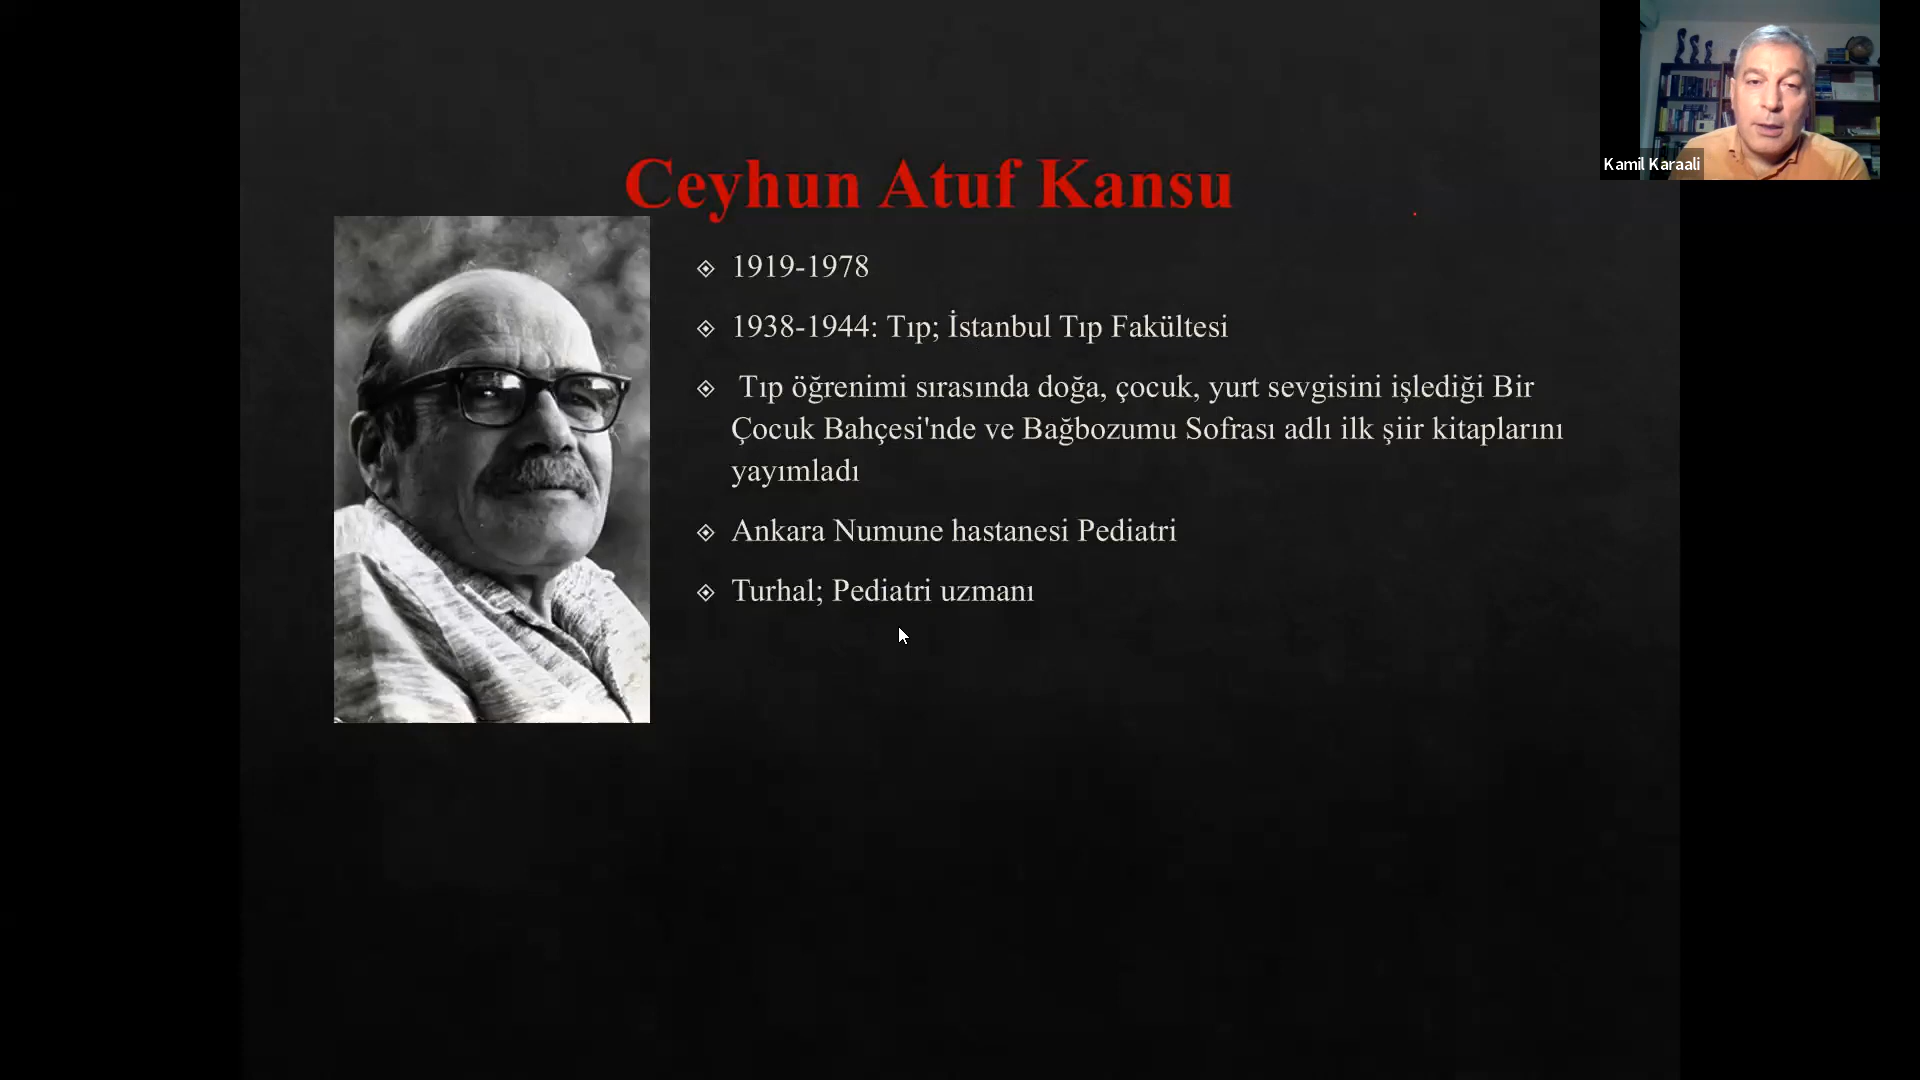 Kamil Karaali
Ceyhun Atuf Kansu
1919-1978
1938-1944: Tıp; İstanbul Tıp Fakültesi
Tıp öğrenimi sırasında doğa, çocuk, yurt sevgisini işlediği Bir
Çocuk Bahçesi'nde ve Bağbozumu Sofrası adlı ilk şiir kitaplarını
yayımladı
Ankara Numune hastanesi Pediatri
Turhal; Pediatri uzmanı